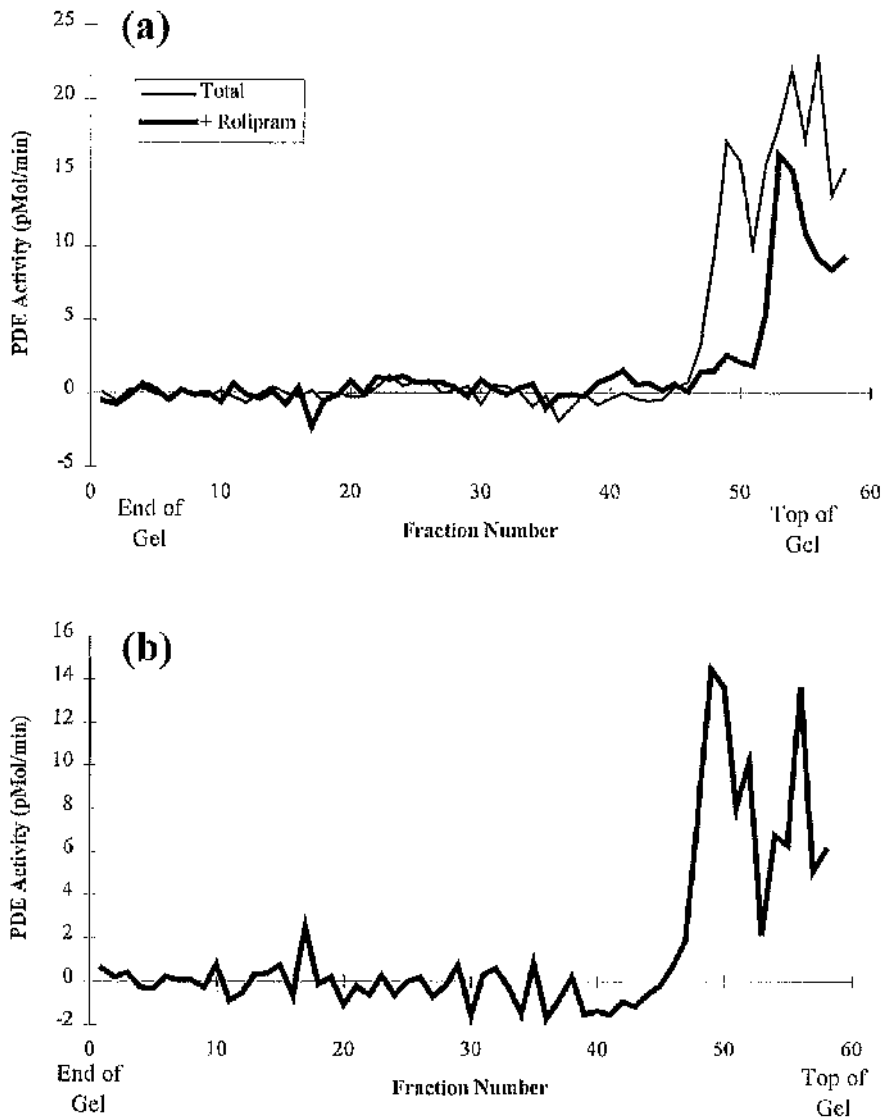 (a)
25
20
15
10
5
0
-5
PDE Activity (pMol/min)
Total
+ Rolipram
0 10 20 30 40 50 60
End of
Gel
Fraction Number
Top of
Gel
(b)
16
14
12
10
8
6
4
2
0
-2
PDE Activity (pMol/min)
0 10 20 30 40 50 60
End of
Gel
Fraction Number
Top of
Gel